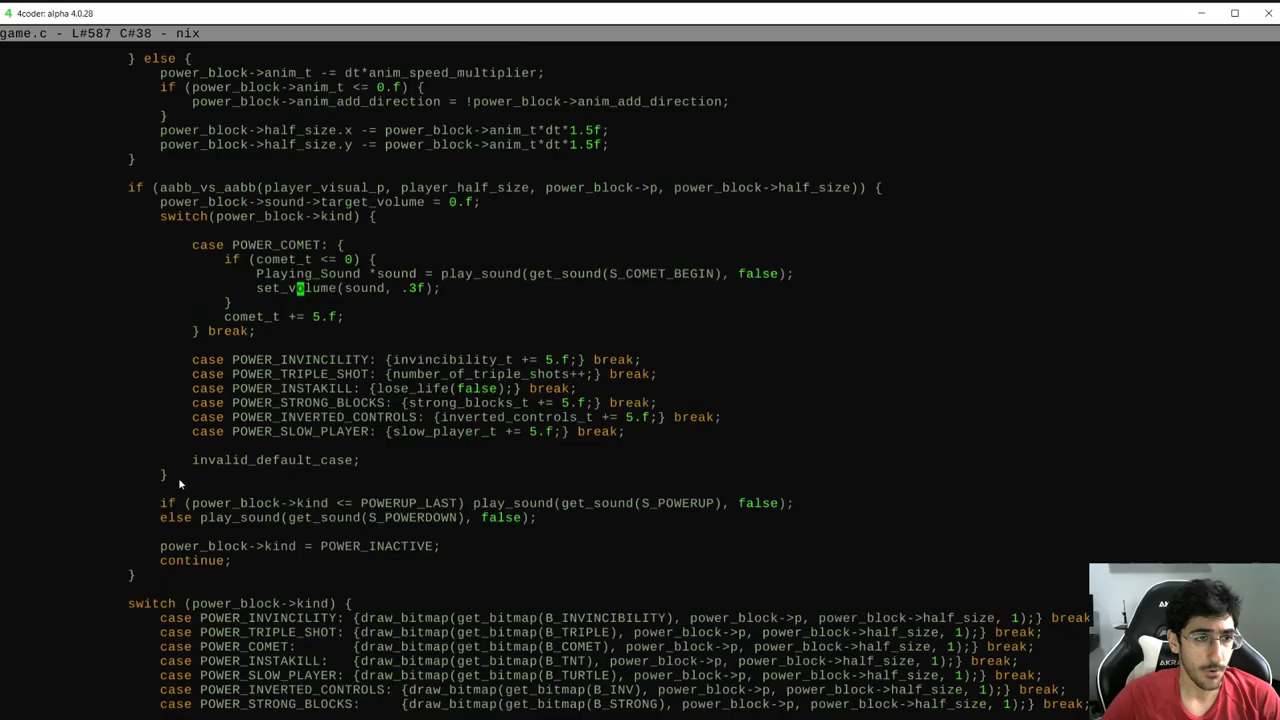 4coder: alpha 4.0.28
game.c - L#587 C#38 - nix
} else {
power_block->anim_t -= dt*anim_speed_multiplier;
if (power_block->anim_t <= 0.f) {
power_block->anim_add_direction = !power_block->anim_add_direction;
}
power_block->half_size.x -= power_block->anim_t*dt*1.5f;
power_block->half_size.y -= power_block->anim_t*dt*1.5f;
}
if (aabb_vs_aabb(player_visual_p, player_half_size, power_block->p, power_block->half_size)) {
power_block->sound->target_volume = 0.f;
switch(power_block->kind) {
case POWER_COMET: {
if (comet_t <= 0) {
Playing_Sound *sound = play_sound(get_sound(S_COMET_BEGIN), false);
set_volume(sound, .3f);
}
comet_t += 5.f;
} break;
case POWER_INVINCILITY: {invincibility_t += 5.f;} break;
case POWER_TRIPLE_SHOT: {number_of_triple_shots++;} break;
case POWER_INSTAKILL: {lose_life(false);} break;
case POWER_STRONG_BLOCKS: {strong_blocks_t += 5.f;} break;
case POWER_INVERTED_CONTROLS: {inverted_controls_t += 5.f;} break;
case POWER_SLOW_PLAYER: {slow_player_t += 5.f;} break;
invalid_default_case;
}
if (power_block->kind <= POWERUP_LAST) play_sound(get_sound(S_POWERUP), false);
else play_sound(get_sound(S_POWERDOWN), false);
power_block->kind = POWER_INACTIVE;
continue;
}
switch (power_block->kind) {
case POWER_INVINCILITY: {draw_bitmap(get_bitmap(B_INVINCIBILITY), power_block->p, power_block->half_size, 1);} break
case POWER_TRIPLE_SHOT: {draw_bitmap(get_bitmap(B_TRIPLE), power_block->p, power_block->half_size, 1);} break;
case POWER_COMET: {draw_bitmap(get_bitmap(B_COMET), power_block->p, power_block->half_size, 1);} break;
case POWER_INSTAKILL: {draw_bitmap(get_bitmap(B_TNT), power_block->p, power_block->half_size, 1);} break;
case POWER_SLOW_PLAYER: {draw_bitmap(get_bitmap(B_TURTLE), power_block->p, power_block->half_size, 1);} break;
case POWER_INVERTED_CONTROLS: {draw_bitmap(get_bitmap(B_INV), power_block->p, power_block->half_size, 1);} break;
case POWER_STRONG_BLOCKS: {draw_bitmap(get_bitmap(B_STRONG), power_block->p, power_block->half_size, 1);} break;